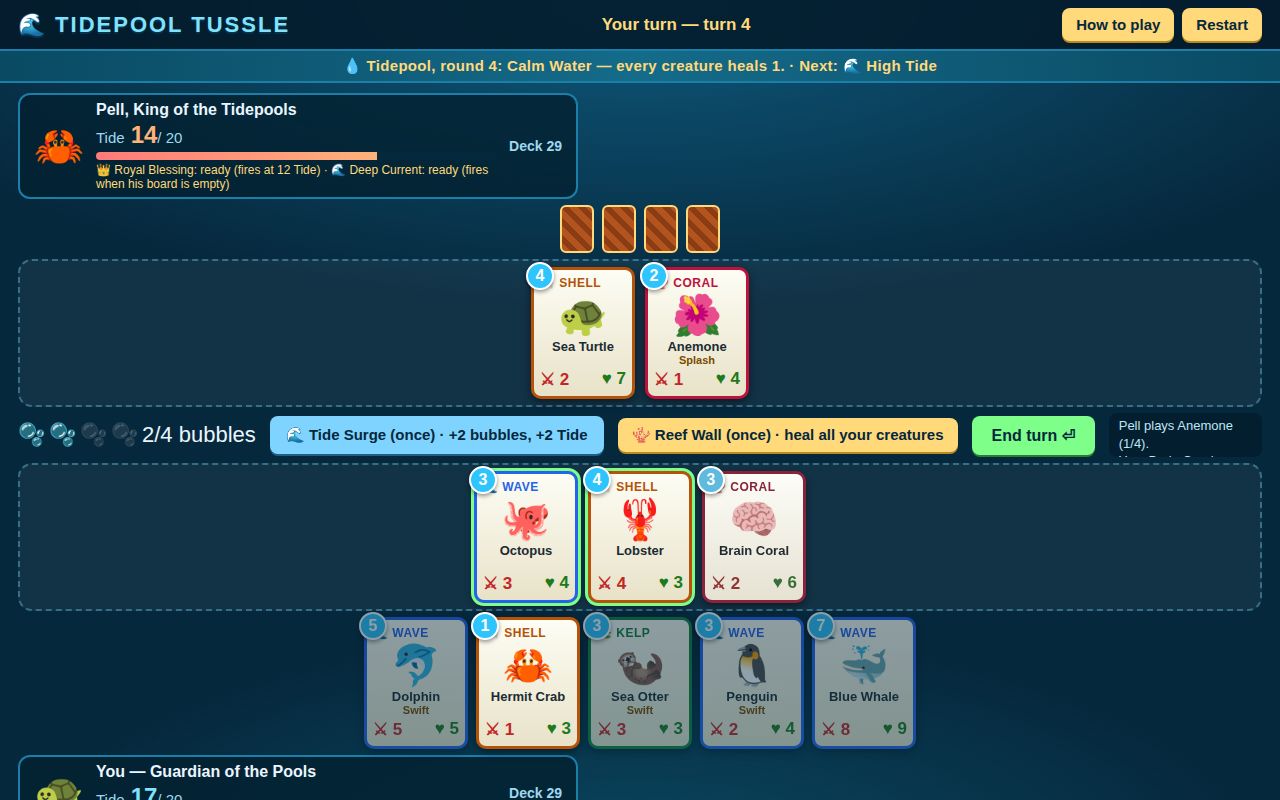 TIDEPOOL TUSSLE
Your turn — turn 4
How to play
Restart
Tidepool, round 4: Calm Water — every creature heals 1. · Next: 🌊 High Tide
Pell, King of the Tidepools
Tide 14/ 20
Deck 29
👑 Royal Blessing: ready (fires at 12 Tide) · 🌊 Deep Current: ready (fires
when his board is empty)
4
SHELL
Sea Turtle
⚔ 2 ♥ 7
2
CORAL
Anemone
Splash
⚔ 1 ♥ 4
2/4 bubbles
🌊 Tide Surge (once) · +2 bubbles, +2 Tide
Reef Wall (once) · heal all your creatures
End turn ⏎
Pell plays Anemone
(1/4).
3
WAVE
Octopus
⚔ 3 ♥ 4
4
SHELL
Lobster
⚔ 4 ♥ 3
3
CORAL
Brain Coral
⚔ 2 ♥ 6
5
WAVE
Dolphin
Swift
⚔ 5 ♥ 5
1
SHELL
Hermit Crab
⚔ 1 ♥ 3
3
KELP
Sea Otter
Swift
⚔ 3 ♥ 3
3
WAVE
Penguin
Swift
⚔ 2 ♥ 4
7
WAVE
Blue Whale
⚔ 8 ♥ 9
You — Guardian of the Pools
Tide 17/ 20
Deck 29